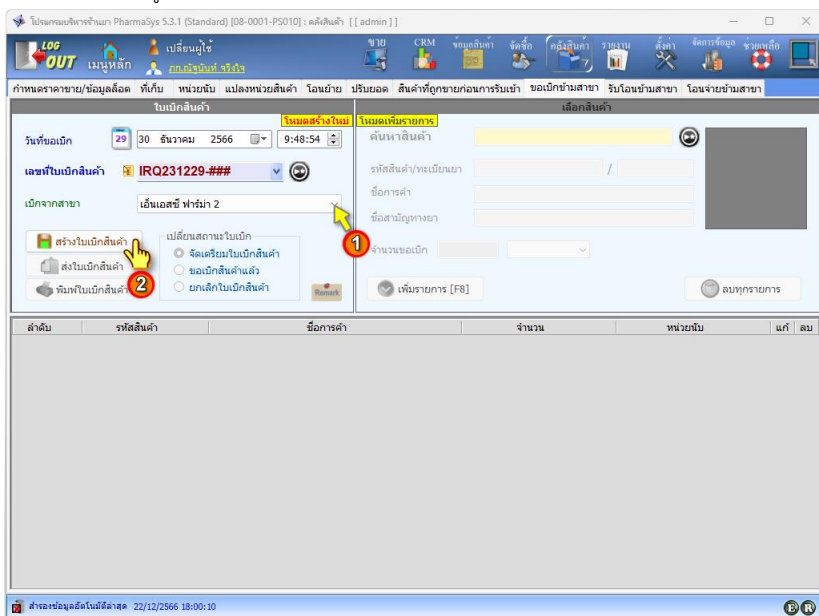 โปรแกรมบริหารร้านยา PharmaSys 5.3.1 (Standard) [08-0001-PS010] : คลังสินค้า [ [ admin ] ]
LOG OUT
เมนูหลัก
เปลี่ยนผู้ใช้
ขาย
CRM
ข้อมูลสินค้า
จัดซื้อ
คลังสินค้า
รายงาน
ตั้งค่า
จัดการข้อมูล
ช่วยเหลือ
กำหนดราคาขาย/ข้อมูลล็อต ที่เก็บ หน่วยนับ แปลงหน่วยสินค้า โอนย้าย ปรับยอด สินค้าที่ถูกขายก่อนการรับเข้า ขอเบิกข้ามสาขา รับโอนข้ามสาขา โอนจ่ายข้ามสาขา
ใบเบิกสินค้า
โหมดสร้างใหม่
วันที่ขอเบิก 29 30 ธันวาคม 2566 9:48:54
เลขที่ใบเบิกสินค้า IRQ231229-###
เบิกจากสาขา เอ็นเอสซี ฟาร์ม่า 2
1
สร้างใบเบิกสินค้า
2
ส่งใบเบิกสินค้า
พิมพ์ใบเบิกสินค้า
เปลี่ยนสถานะใบเบิก
จัดเตรียมใบเบิกสินค้า
ขอเบิกสินค้าแล้ว
ยกเลิกใบเบิกสินค้า
Remark
เลือกสินค้า
โหมดเพิ่มรายการ
ค้นหาสินค้า
รหัสสินค้า/ทะเบียนยา /
ชื่อการค้า
ชื่อสามัญทางยา
จำนวนขอเบิก
เพิ่มรายการ [F8]
ลบทุกรายการ
ลำดับ รหัสสินค้า ชื่อการค้า จำนวน หน่วยนับ แก้ ลบ
สำรองข้อมูลอัตโนมัติล่าสุด 22/12/2566 18:00:10
E R